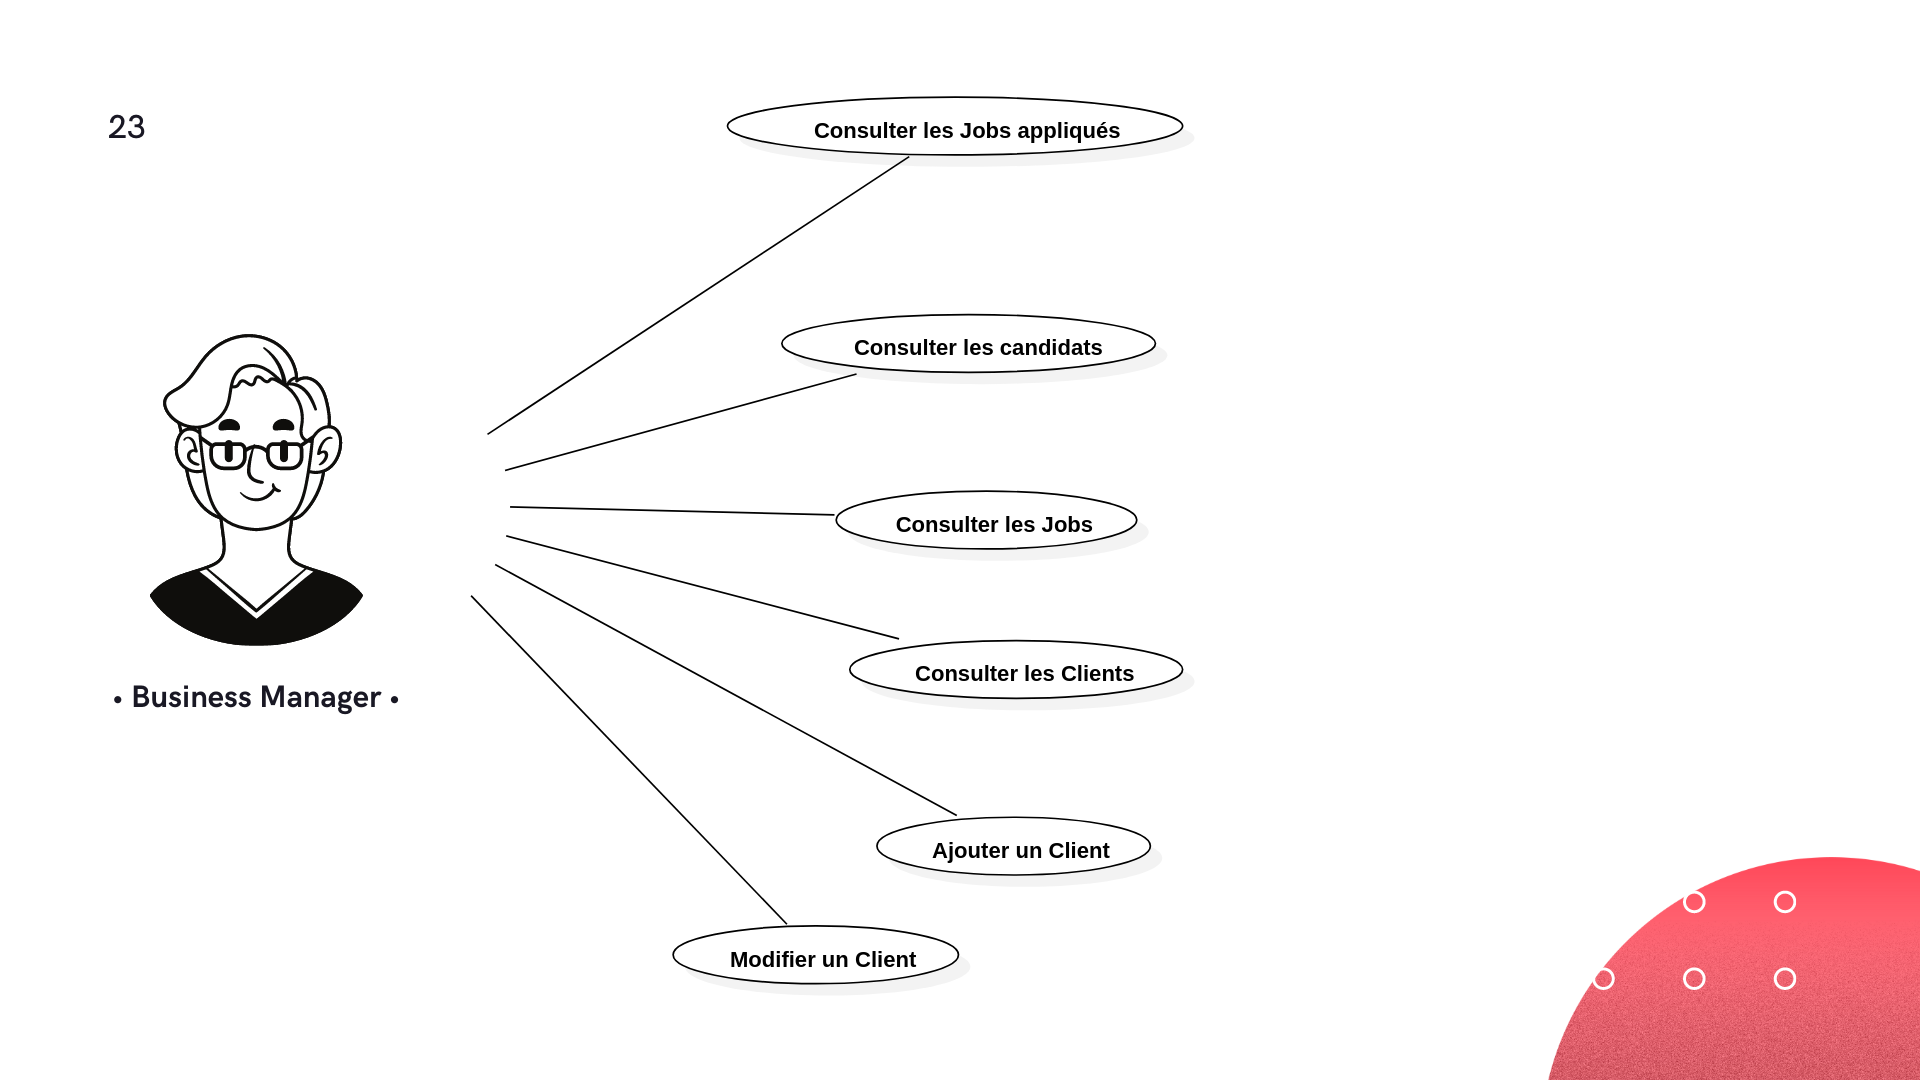 23
Consulter les Jobs appliqués
Consulter les candidats
Consulter les Jobs
Consulter les Clients
• Business Manager •
Ajouter un Client
Modifier un Client